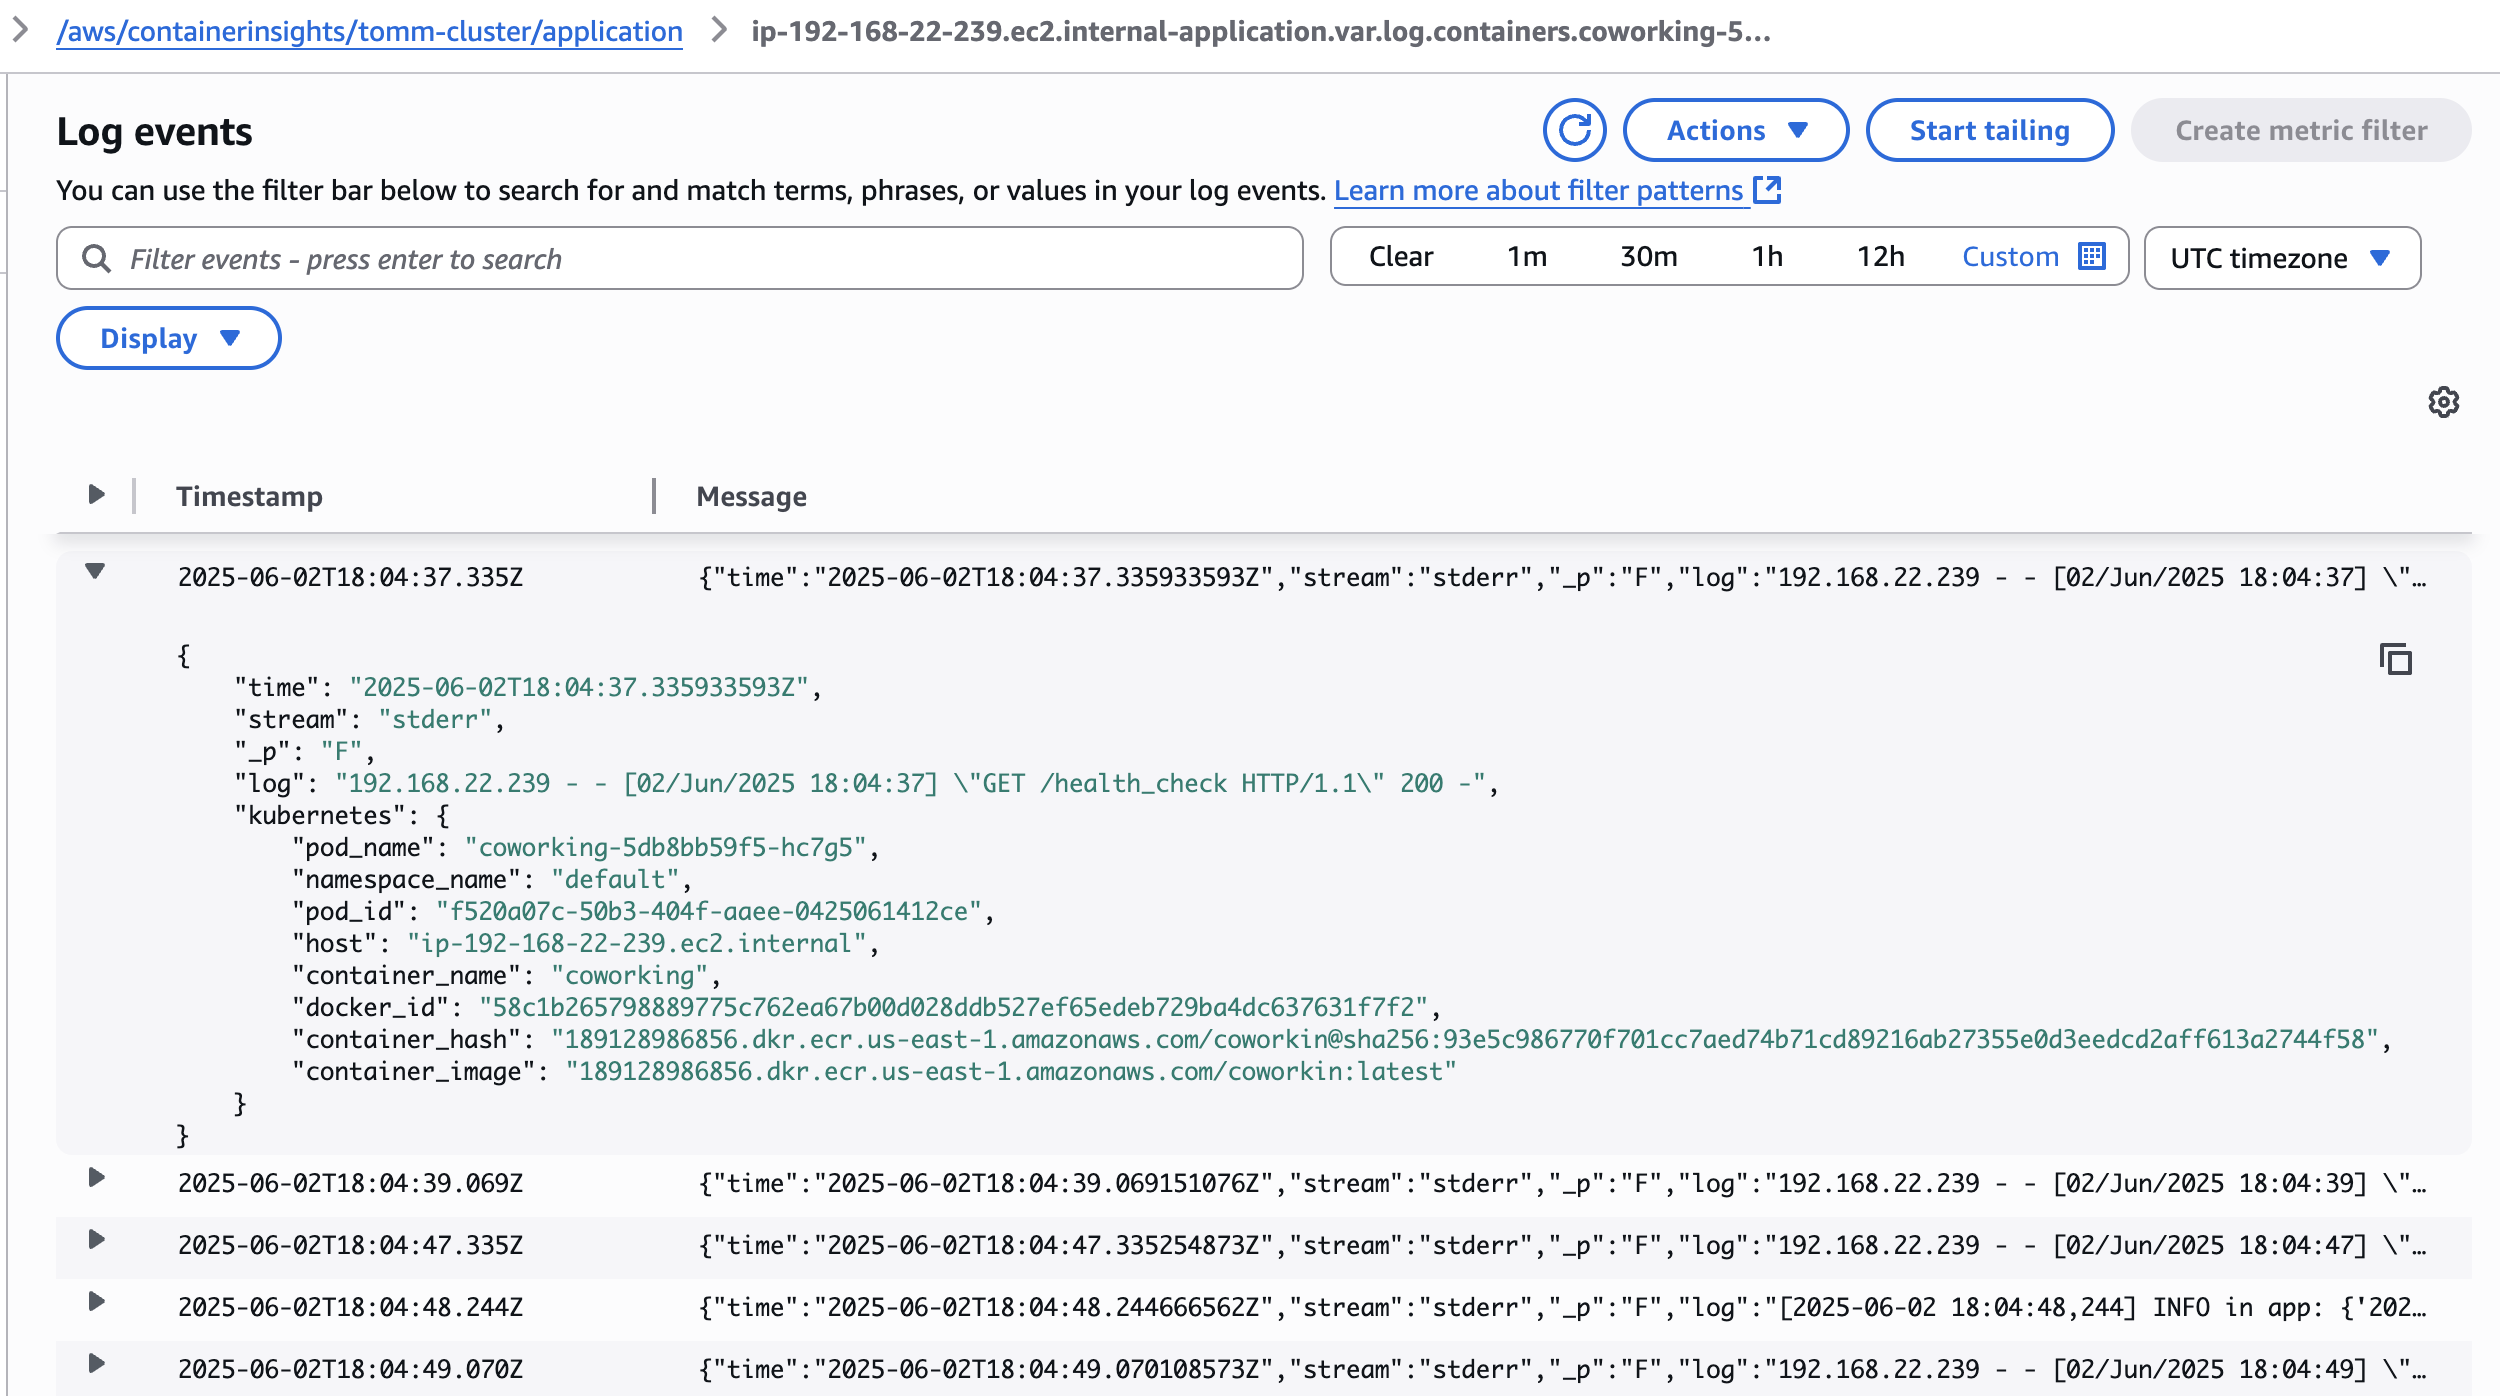 /aws/containerinsights/tomm-cluster/application ip-192-168-22-239.ec2.internal-application.var.log.containers.coworking-5...
Log events
Actions Start tailing Create metric filter
You can use the filter bar below to search for and match terms, phrases, or values in your log events. Learn more about filter patterns
Filter events - press enter to search Clear 1m 30m 1h 12h Custom UTC timezone
Display
Timestamp Message
2025-06-02T18:04:37.335Z {"time":"2025-06-02T18:04:37.335933593Z","stream":"stderr","_p":"F","log":"192.168.22.239 - - [02/Jun/2025 18:04:37] \"...
{
"time": "2025-06-02T18:04:37.335933593Z",
"stream": "stderr",
"_p": "F",
"log": "192.168.22.239 - - [02/Jun/2025 18:04:37] \"GET /health_check HTTP/1.1\" 200 -",
"kubernetes": {
"pod_name": "coworking-5db8bb59f5-hc7g5",
"namespace_name": "default",
"pod_id": "f520a07c-50b3-404f-aaee-0425061412ce",
"host": "ip-192-168-22-239.ec2.internal",
"container_name": "coworking",
"docker_id": "58c1b265798889775c762ea67b00d028ddb527ef65edeb729ba4dc637631f7f2",
"container_hash": "189128986856.dkr.ecr.us-east-1.amazonaws.com/coworkin@sha256:93e5c986770f701cc7aed74b71cd89216ab27355e0d3eedcd2aff613a2744f58",
"container_image": "189128986856.dkr.ecr.us-east-1.amazonaws.com/coworkin:latest"
}
}
2025-06-02T18:04:39.069Z {"time":"2025-06-02T18:04:39.069151076Z","stream":"stderr","_p":"F","log":"192.168.22.239 - - [02/Jun/2025 18:04:39] \"...
2025-06-02T18:04:47.335Z {"time":"2025-06-02T18:04:47.335254873Z","stream":"stderr","_p":"F","log":"192.168.22.239 - - [02/Jun/2025 18:04:47] \"...
2025-06-02T18:04:48.244Z {"time":"2025-06-02T18:04:48.244666562Z","stream":"stderr","_p":"F","log":"[2025-06-02 18:04:48,244] INFO in app: {'202...
2025-06-02T18:04:49.070Z {"time":"2025-06-02T18:04:49.070108573Z","stream":"stderr","_p":"F","log":"192.168.22.239 - - [02/Jun/2025 18:04:49] \"...